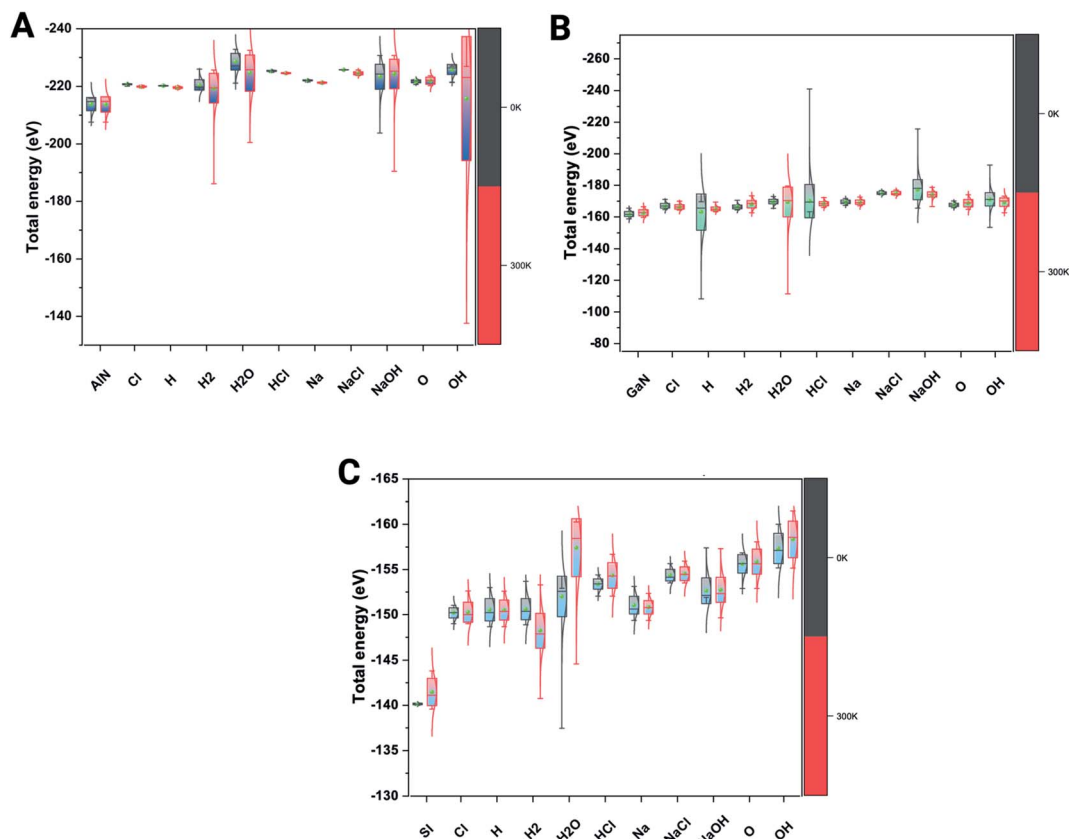 A
Total energy (eV)
-240
-220
-200
-180
-160
-140
AlN
Cl
H
H2
H2O
HCl
Na
NaCl
NaOH
O
OH
0K
300K
B
Total energy (eV)
-260
-240
-220
-200
-180
-160
-140
-120
-100
-80
GaN
Cl
H
H2
H2O
HCl
Na
NaCl
NaOH
O
OH
0K
300K
C
Total energy (eV)
-165
-160
-155
-150
-145
-140
-135
-130
SI
Cl
H
H2
H2O
HCl
Na
NaCl
NaOH
O
OH
0K
300K